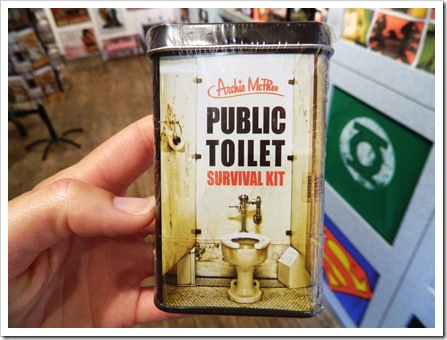 Archie McPhee
PUBLIC
TOILET
SURVIVAL KIT